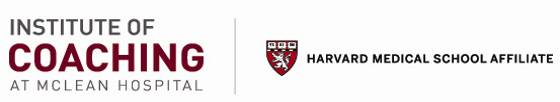 INSTITUTE OF
COACHING
AT MCLEAN HOSPITAL
HARVARD MEDICAL SCHOOL AFFILIATE